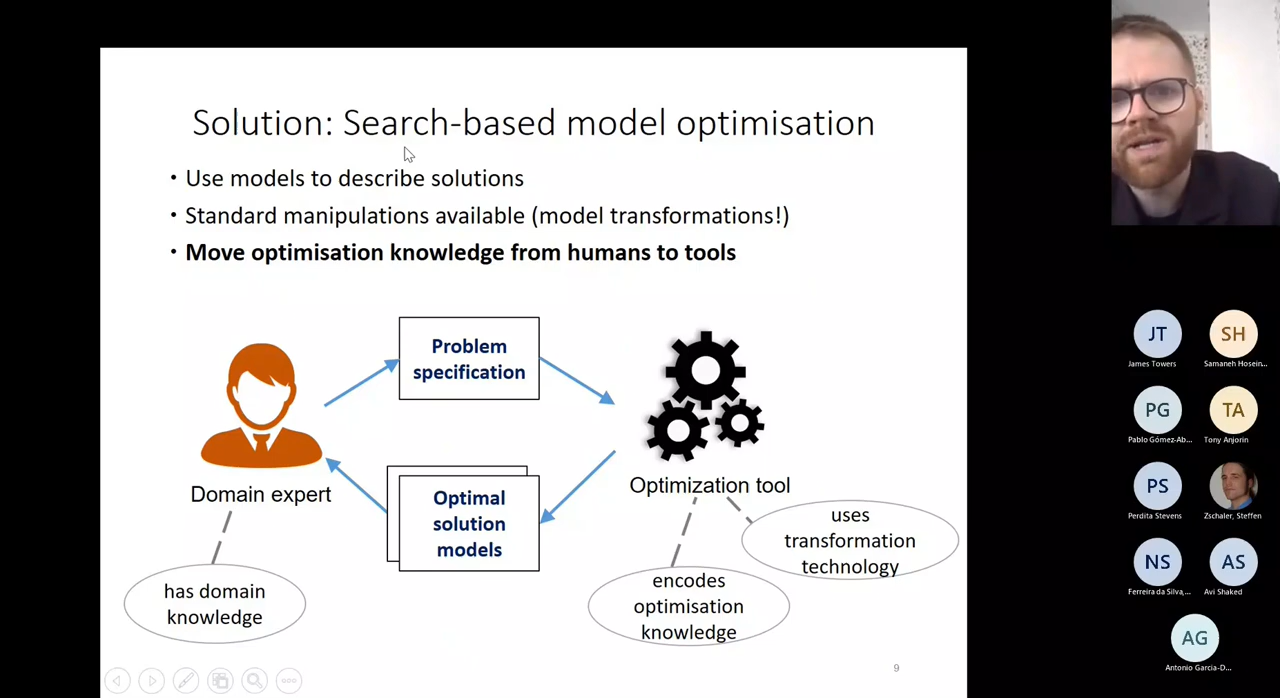 Solution: Search-based model optimisation
• Use models to describe solutions
• Standard manipulations available (model transformations!)
• Move optimisation knowledge from humans to tools
Problem
specification
Domain expert
Optimal
solution
models
Optimization tool
has domain
knowledge
encodes
optimisation
knowledge
uses
transformation
technology
9
JT
James Towers
SH
Samaneh Hosein...
PG
Pablo Gómez-Ab...
TA
Tony Anjorin
PS
Perdita Stevens
Zschaler, Steffen
NS
Ferreira da Silva,...
AS
Avi Shaked
AG
Antonio Garcia-D...